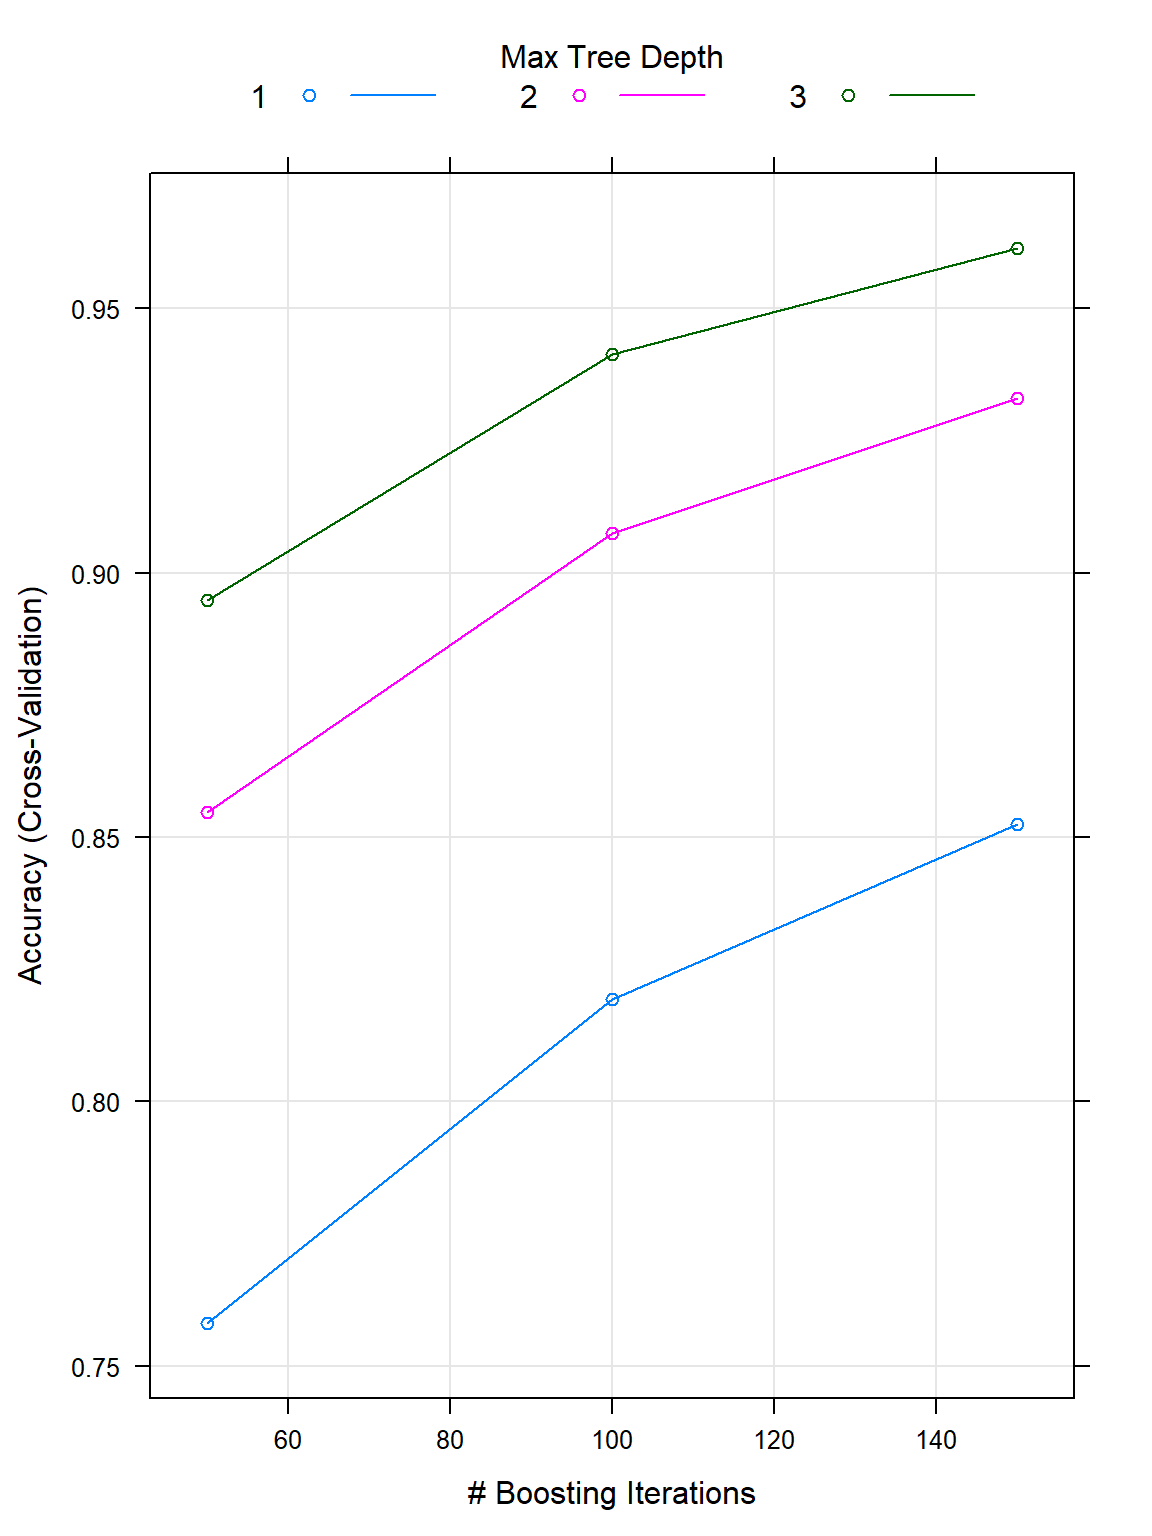 Max Tree Depth
1 2 3
0.95
0.90
0.85
0.80
0.75
Accuracy (Cross-Validation)
60 80 100 120 140
# Boosting Iterations